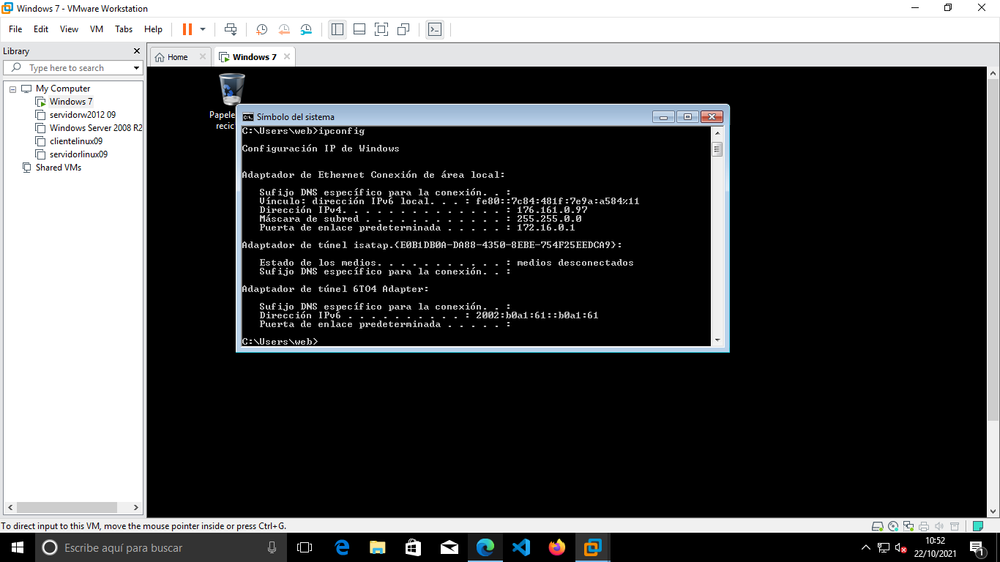 Windows 7 - VMware Workstation
File Edit View VM Tabs Help
Library
Type here to search
My Computer
Windows 7
servidorw2012 09
Windows Server 2008 R2
clientelinux09
servidorlinux09
Shared VMs
Home
Windows 7
Papele
recic
C:\.
Símbolo del sistema
C:\Users\web>ipconfig
Configuración IP de Windows
Adaptador de Ethernet Conexión de área local:
Sufijo DNS específico para la conexión. . :
Vínculo: dirección IPv6 local. . . : fe80::7c84:481f:7e9a:a584%11
Dirección IPv4. . . . . . . . . . . . . . : 176.161.0.97
Máscara de subred . . . . . . . . . . . . : 255.255.0.0
Puerta de enlace predeterminada . . . . . : 172.16.0.1
Adaptador de túnel isatap.{E0B1DB0A-DA88-4350-8EBE-754F25EEDCA9}:
Estado de los medios. . . . . . . . . . . : medios desconectados
Sufijo DNS específico para la conexión. . :
Adaptador de túnel 6TO4 Adapter:
Sufijo DNS específico para la conexión. . :
Dirección IPv6 . . . . . . . . . . : 2002:b0a1:61::b0a1:61
Puerta de enlace predeterminada . . . . . :
C:\Users\web>
To direct input to this VM, move the mouse pointer inside or press Ctrl+G.
Escribe aquí para buscar
10:52
22/10/2021
1